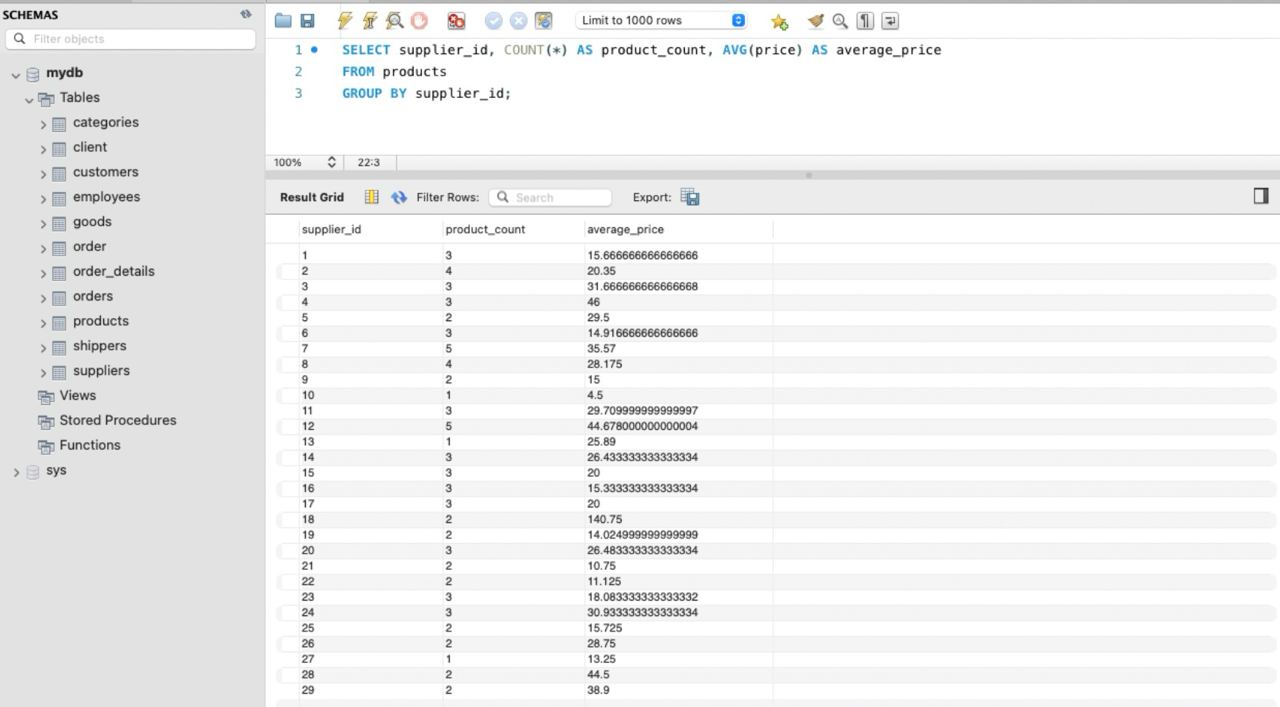 SCHEMAS
Filter objects
mydb
Tables
categories
client
customers
employees
goods
order
order_details
orders
products
shippers
suppliers
Views
Stored Procedures
Functions
sys
Limit to 1000 rows
1 SELECT supplier_id, COUNT(*) AS product_count, AVG(price) AS average_price
2 FROM products
3 GROUP BY supplier_id;
100% 22:3
Result Grid Filter Rows: Search Export:
supplier_id product_count average_price
1 3 15.666666666666666
2 4 20.35
3 3 31.666666666666668
4 3 46
5 2 29.5
6 3 14.916666666666666
7 5 35.57
8 4 28.175
9 2 15
10 1 4.5
11 3 29.709999999999997
12 5 44.678000000000004
13 1 25.89
14 3 26.433333333333334
15 3 20
16 3 15.333333333333334
17 3 20
18 2 140.75
19 2 14.024999999999999
20 3 26.483333333333334
21 2 10.75
22 2 11.125
23 3 18.083333333333332
24 3 30.933333333333334
25 2 15.725
26 2 28.75
27 1 13.25
28 2 44.5
29 2 38.9